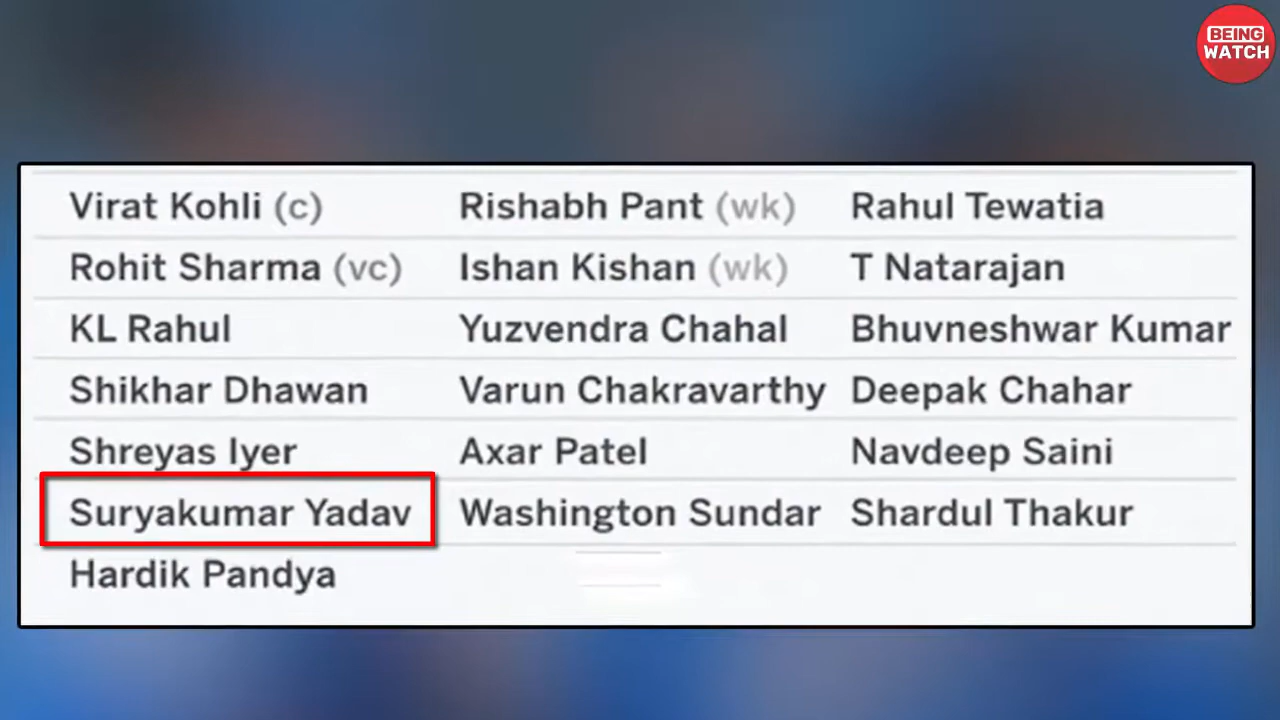 BEING
WATCH
Virat Kohli (c) Rishabh Pant (wk) Rahul Tewatia
Rohit Sharma (vc) Ishan Kishan (wk) T Natarajan
KL Rahul Yuzvendra Chahal Bhuvneshwar Kumar
Shikhar Dhawan Varun Chakravarthy Deepak Chahar
Shreyas Iyer Axar Patel Navdeep Saini
Suryakumar Yadav Washington Sundar Shardul Thakur
Hardik Pandya